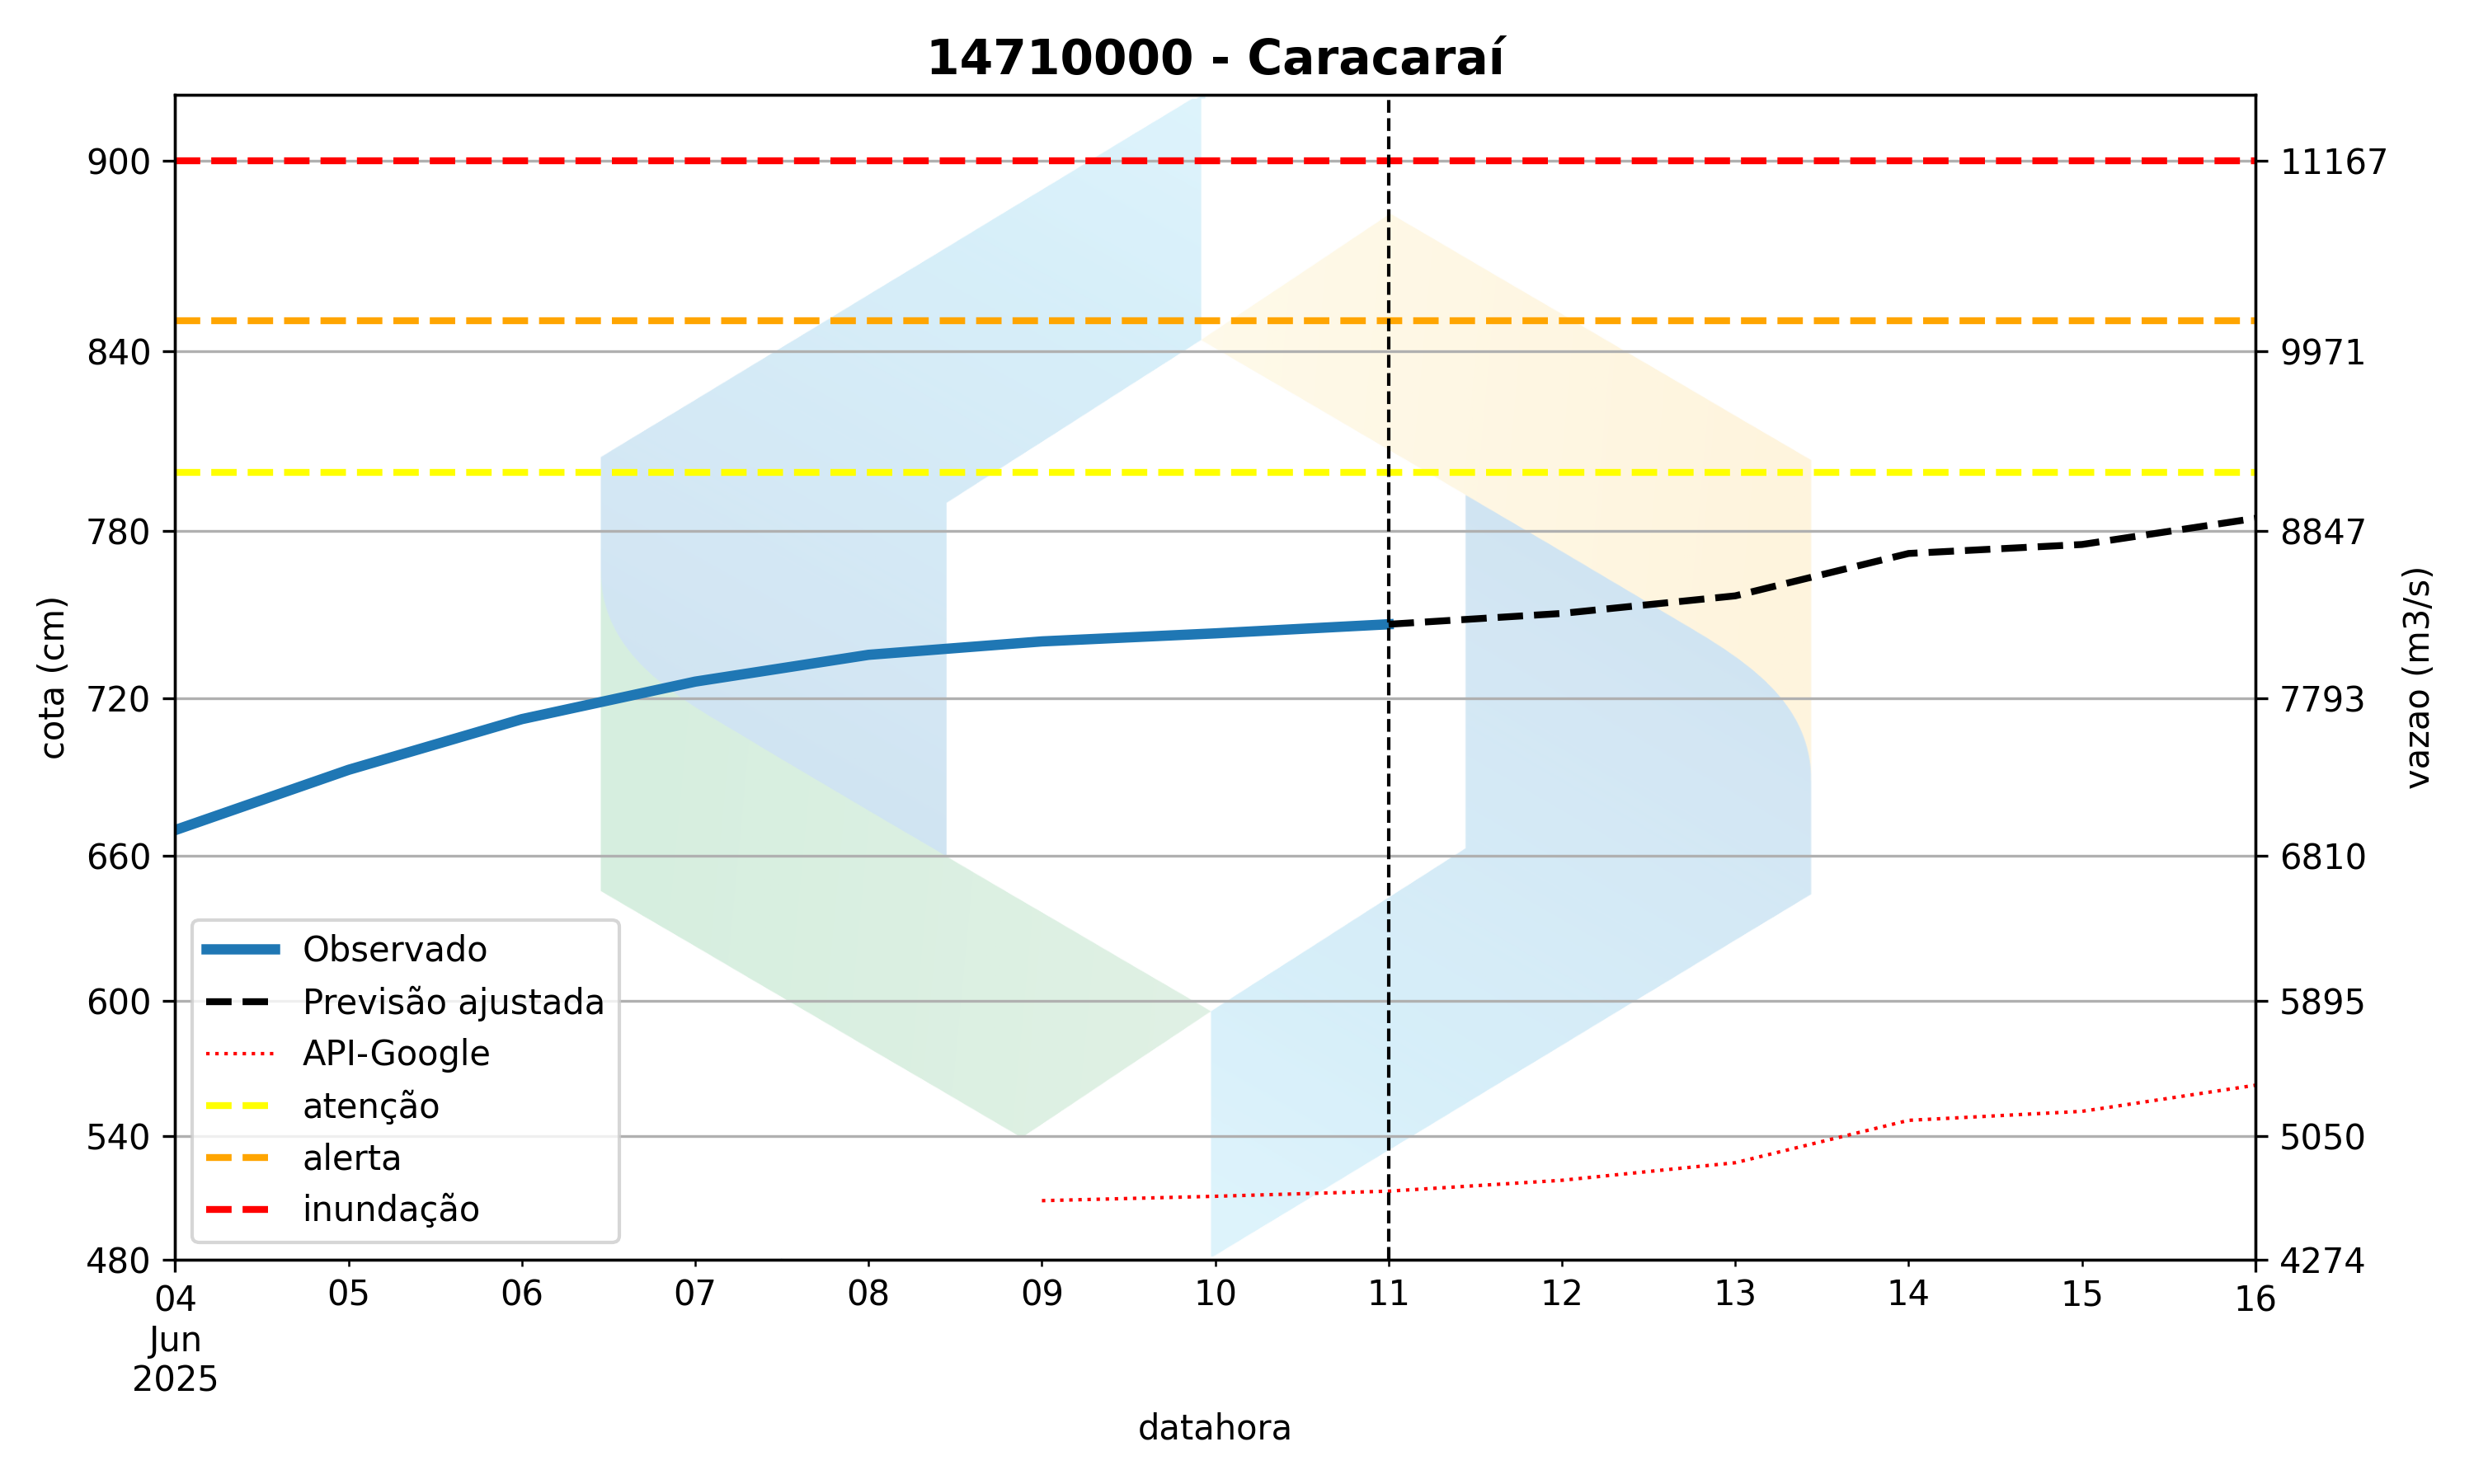 14710000 - Caracaraí
900
840
780
720
660
600
540
480
cota (cm)
11167
9971
8847
7793
6810
5895
5050
4274
vazao (m3/s)
Observado
Previsão ajustada
API-Google
atenção
alerta
inundação
04 05 06 07 08 09 10 11 12 13 14 15 16
Jun
2025
datahora